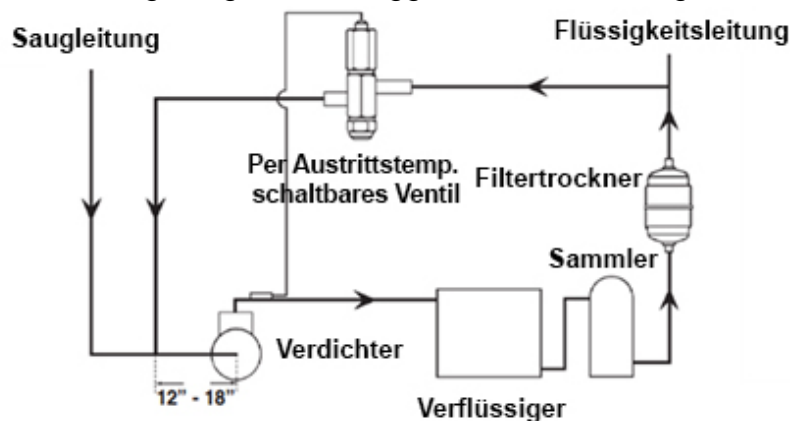 Saugleitung
Flüssigkeitsleitung
Per Austrittstemp.
schaltbares Ventil
Filtertrockner
Sammler
Verdichter
12” - 18”
Verflüssiger